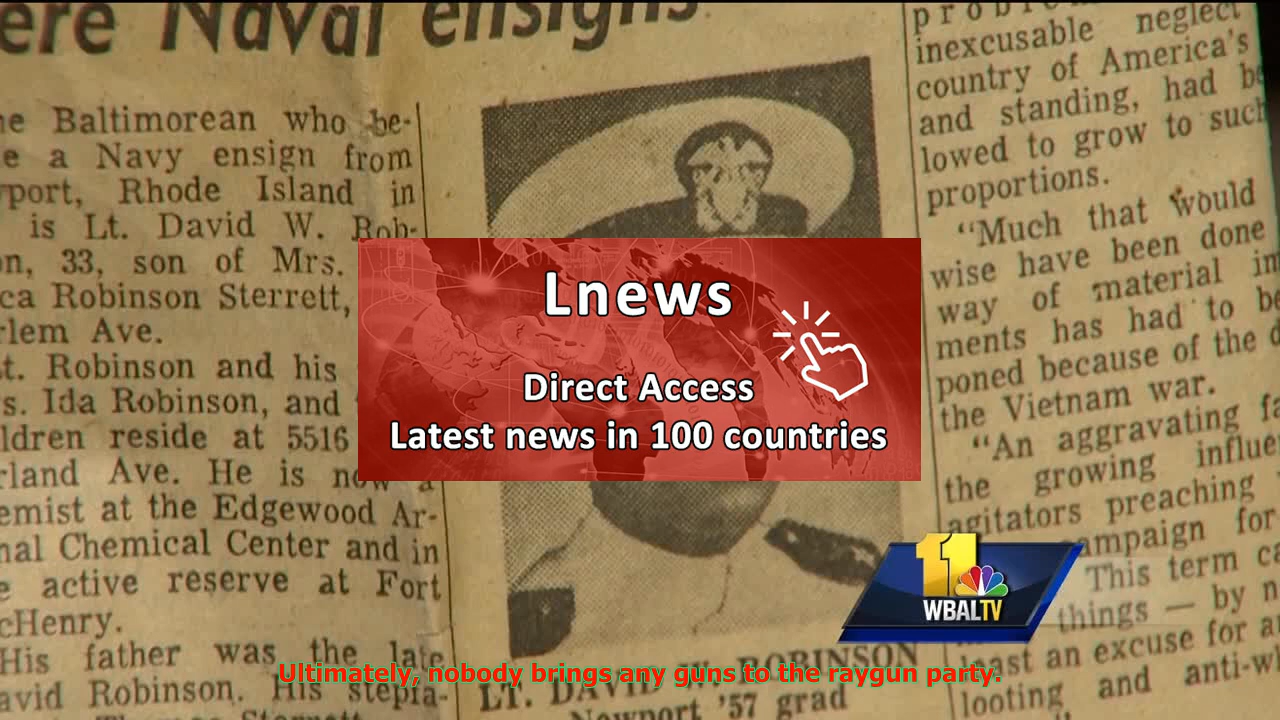 ere Naval ensigns
e Baltimorean who be-
e a Navy ensign from
port, Rhode Island in
is Lt. David W. Rob-
on, 33, son of Mrs.
ca Robinson Sterrett,
rlem Ave.
t. Robinson and his
s. Ida Robinson, and
ldren reside at 5516
rland Ave. He is now a
emist at the Edgewood Ar-
nal Chemical Center and in
e active reserve at Fort
cHenry.
His father was the late
avid Robinson. His stepfa-
LT. DAVID W. ROBINSON
Newport '57 grad
inexcusable neglect
country of America's
and standing, had be
lowed to grow to such
proportions.
"Much that would
wise have been done
way of material im
ments has had to be
poned because of the d
the Vietnam war.
"An aggravating fa
the growing influe
agitators preaching
ampaign for
This term ca
things — by n
east an excuse for a
looting and anti-wh
Lnews
Direct Access
Latest news in 100 countries
11
WBALTV
Ultimately, nobody brings any guns to the raygun party.